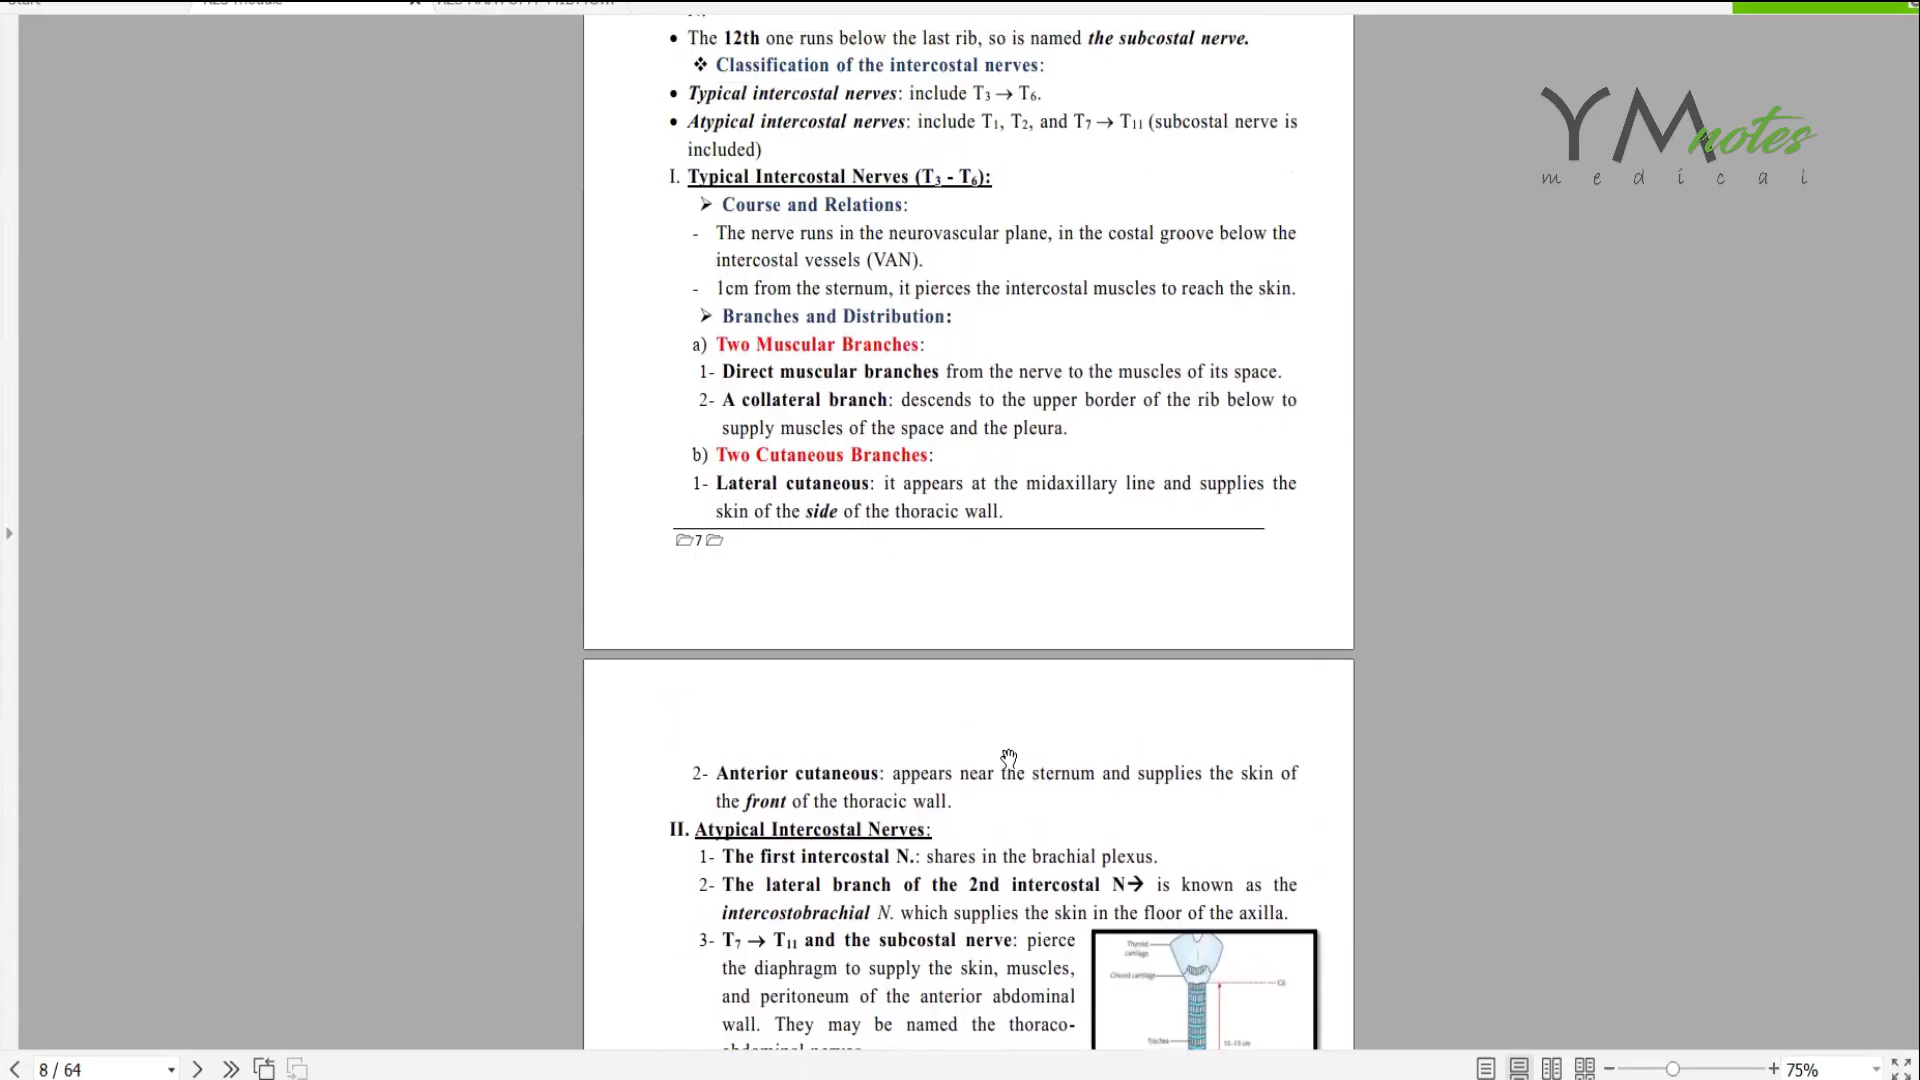 • The 12th one runs below the last rib, so is named the subcostal nerve.
❖ Classification of the intercostal nerves:
• Typical intercostal nerves: include T3 → T6.
• Atypical intercostal nerves: include T1, T2, and T7 → T11 (subcostal nerve is
included)
I. Typical Intercostal Nerves (T3 - T6):
➢ Course and Relations:
- The nerve runs in the neurovascular plane, in the costal groove below the
intercostal vessels (VAN).
- 1cm from the sternum, it pierces the intercostal muscles to reach the skin.
➢ Branches and Distribution:
a) Two Muscular Branches:
1- Direct muscular branches from the nerve to the muscles of its space.
2- A collateral branch: descends to the upper border of the rib below to
supply muscles of the space and the pleura.
b) Two Cutaneous Branches:
1- Lateral cutaneous: it appears at the midaxillary line and supplies the
skin of the side of the thoracic wall.
7
2- Anterior cutaneous: appears near the sternum and supplies the skin of
the front of the thoracic wall.
II. Atypical Intercostal Nerves:
1- The first intercostal N.: shares in the brachial plexus.
2- The lateral branch of the 2nd intercostal N→ is known as the
intercostobrachial N. which supplies the skin in the floor of the axilla.
3- T7 → T11 and the subcostal nerve: pierce
the diaphragm to supply the skin, muscles,
and peritoneum of the anterior abdominal
wall. They may be named the thoraco-
Thyroid
cartilage
Cricoid cartilage
C6
Trachea
YM notes
medical
8 / 64
75%